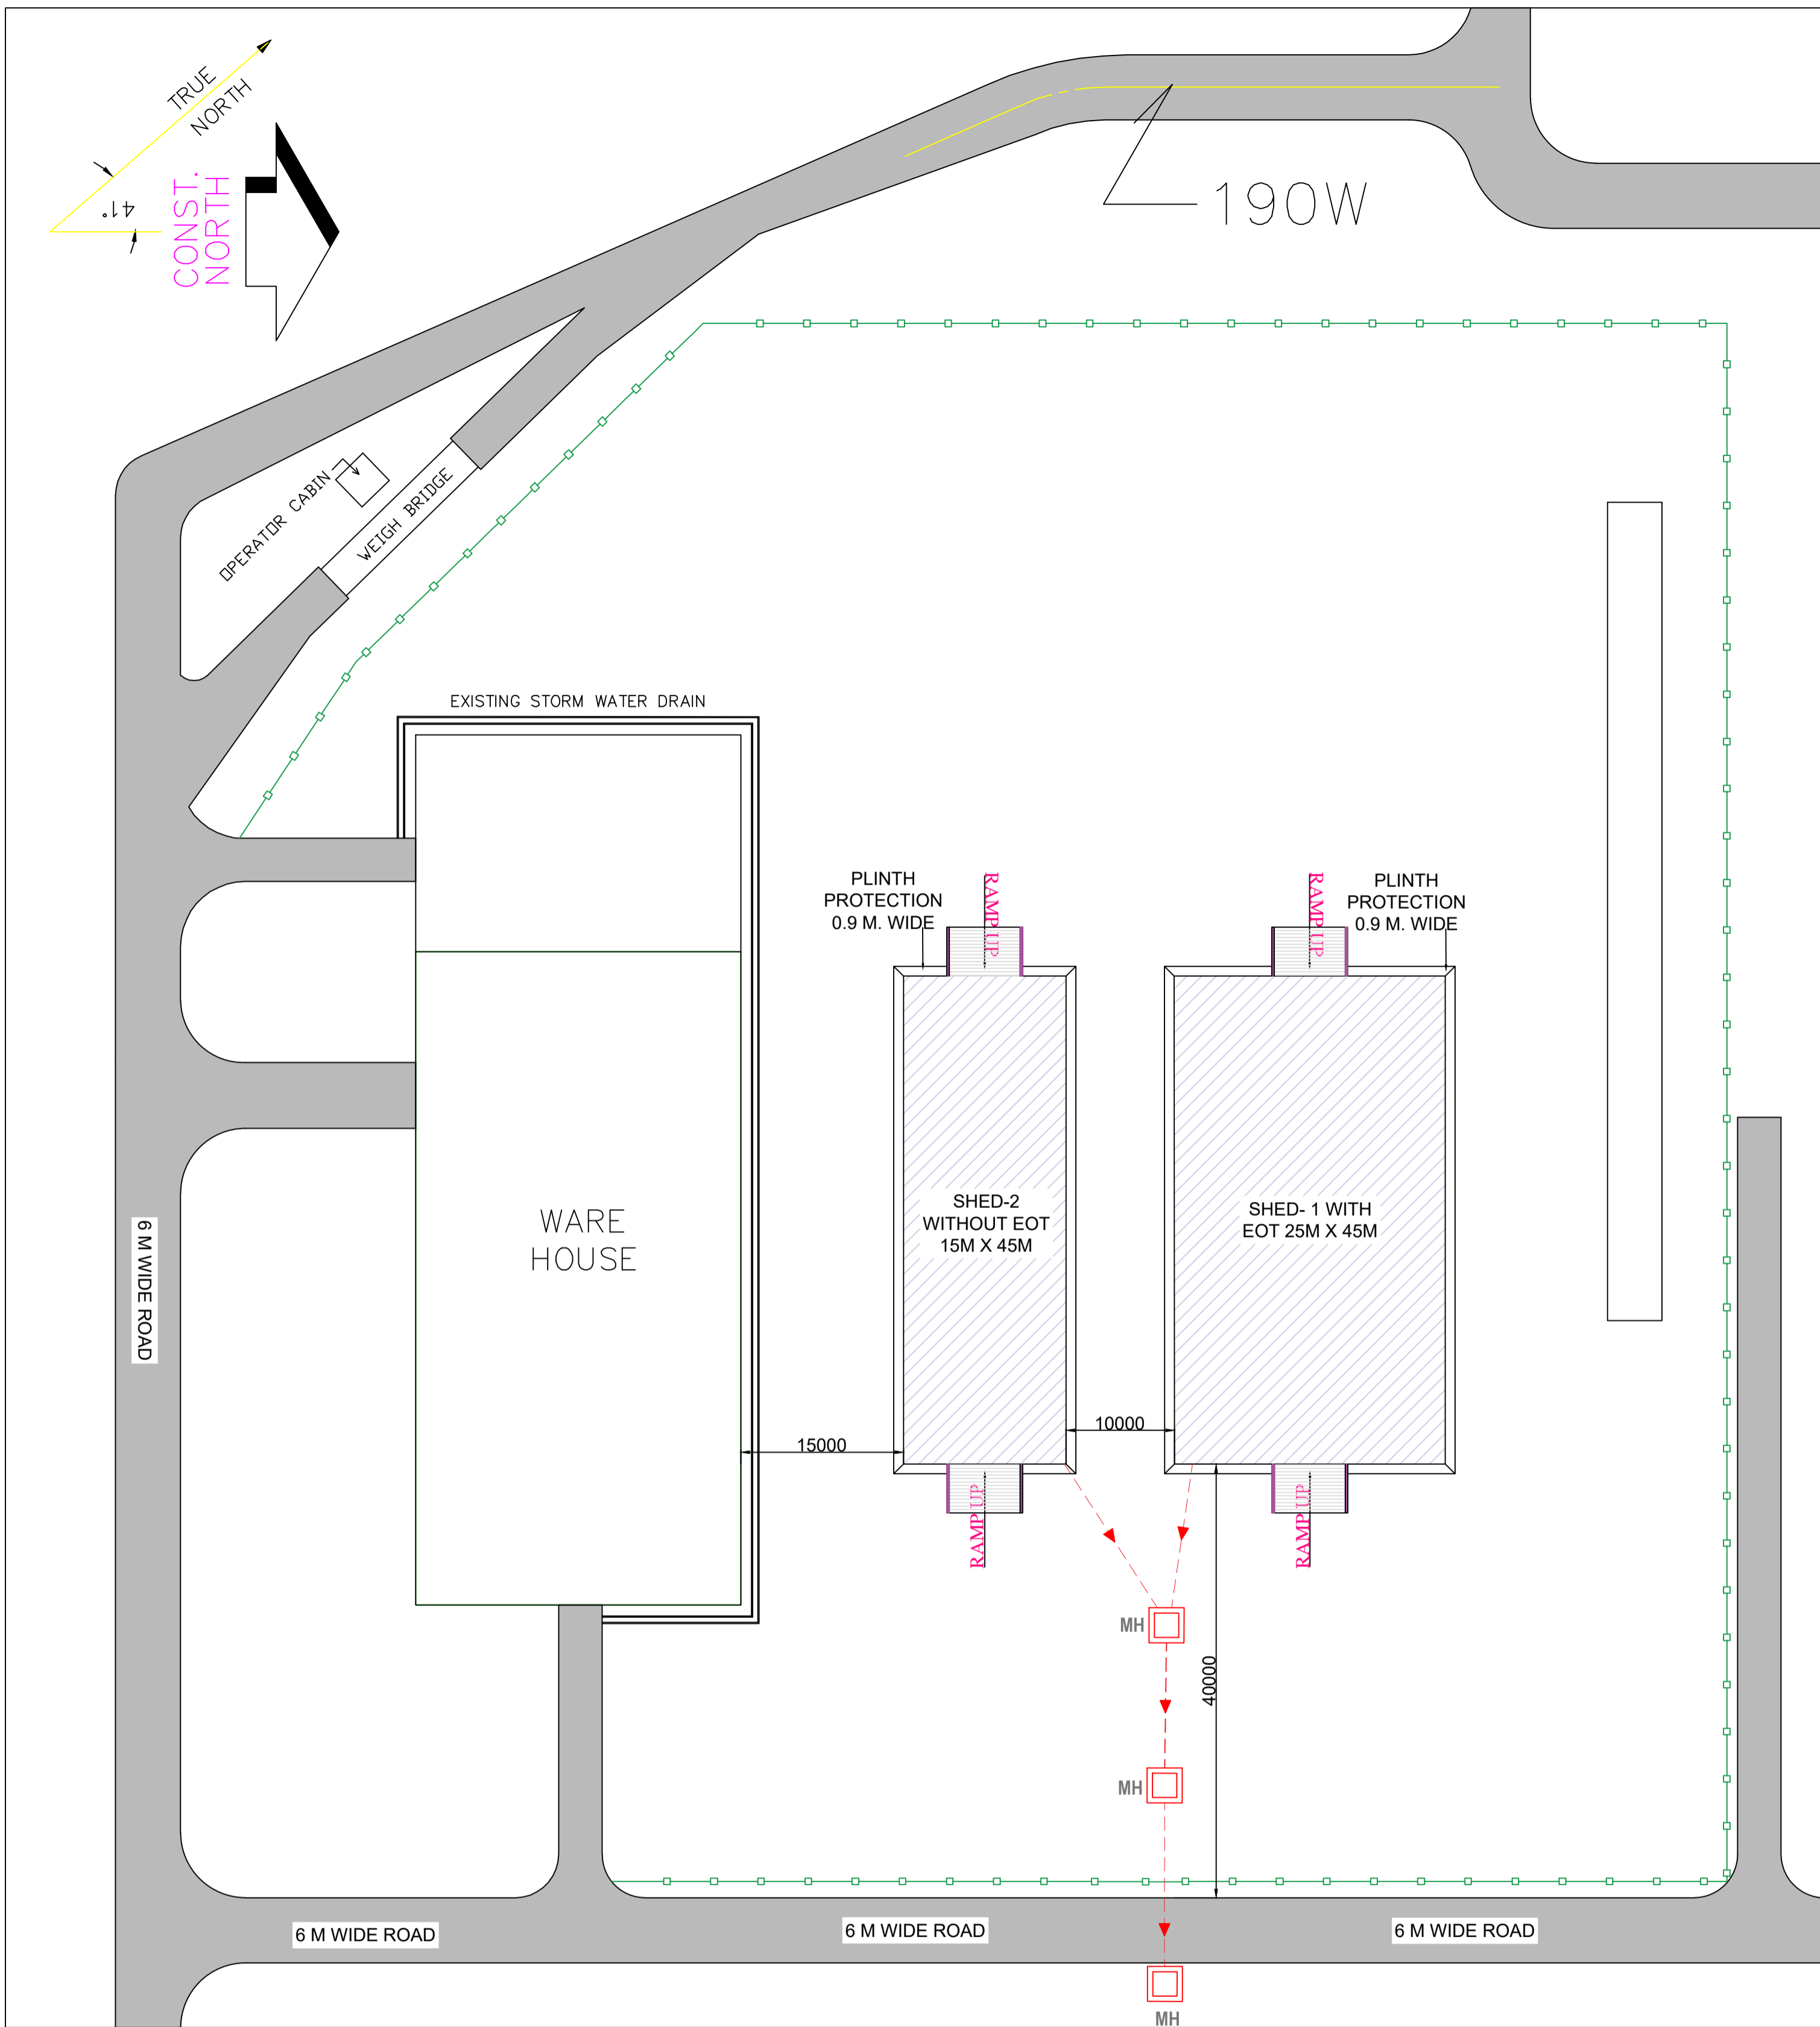 TRUE
NORTH
41°
CONST.
NORTH
190W
OPERATOR CABIN
WEIGH BRIDGE
EXISTING STORM WATER DRAIN
PLINTH
PROTECTION
0.9 M. WIDE
RAMP UP
RAMP UP
PLINTH
PROTECTION
0.9 M. WIDE
WARE
HOUSE
SHED-2
WITHOUT EOT
15M X 45M
SHED- 1 WITH
EOT 25M X 45M
6 M WIDE ROAD
15000
10000
RAMP UP
RAMP UP
MH
40000
MH
6 M WIDE ROAD
6 M WIDE ROAD
6 M WIDE ROAD
MH